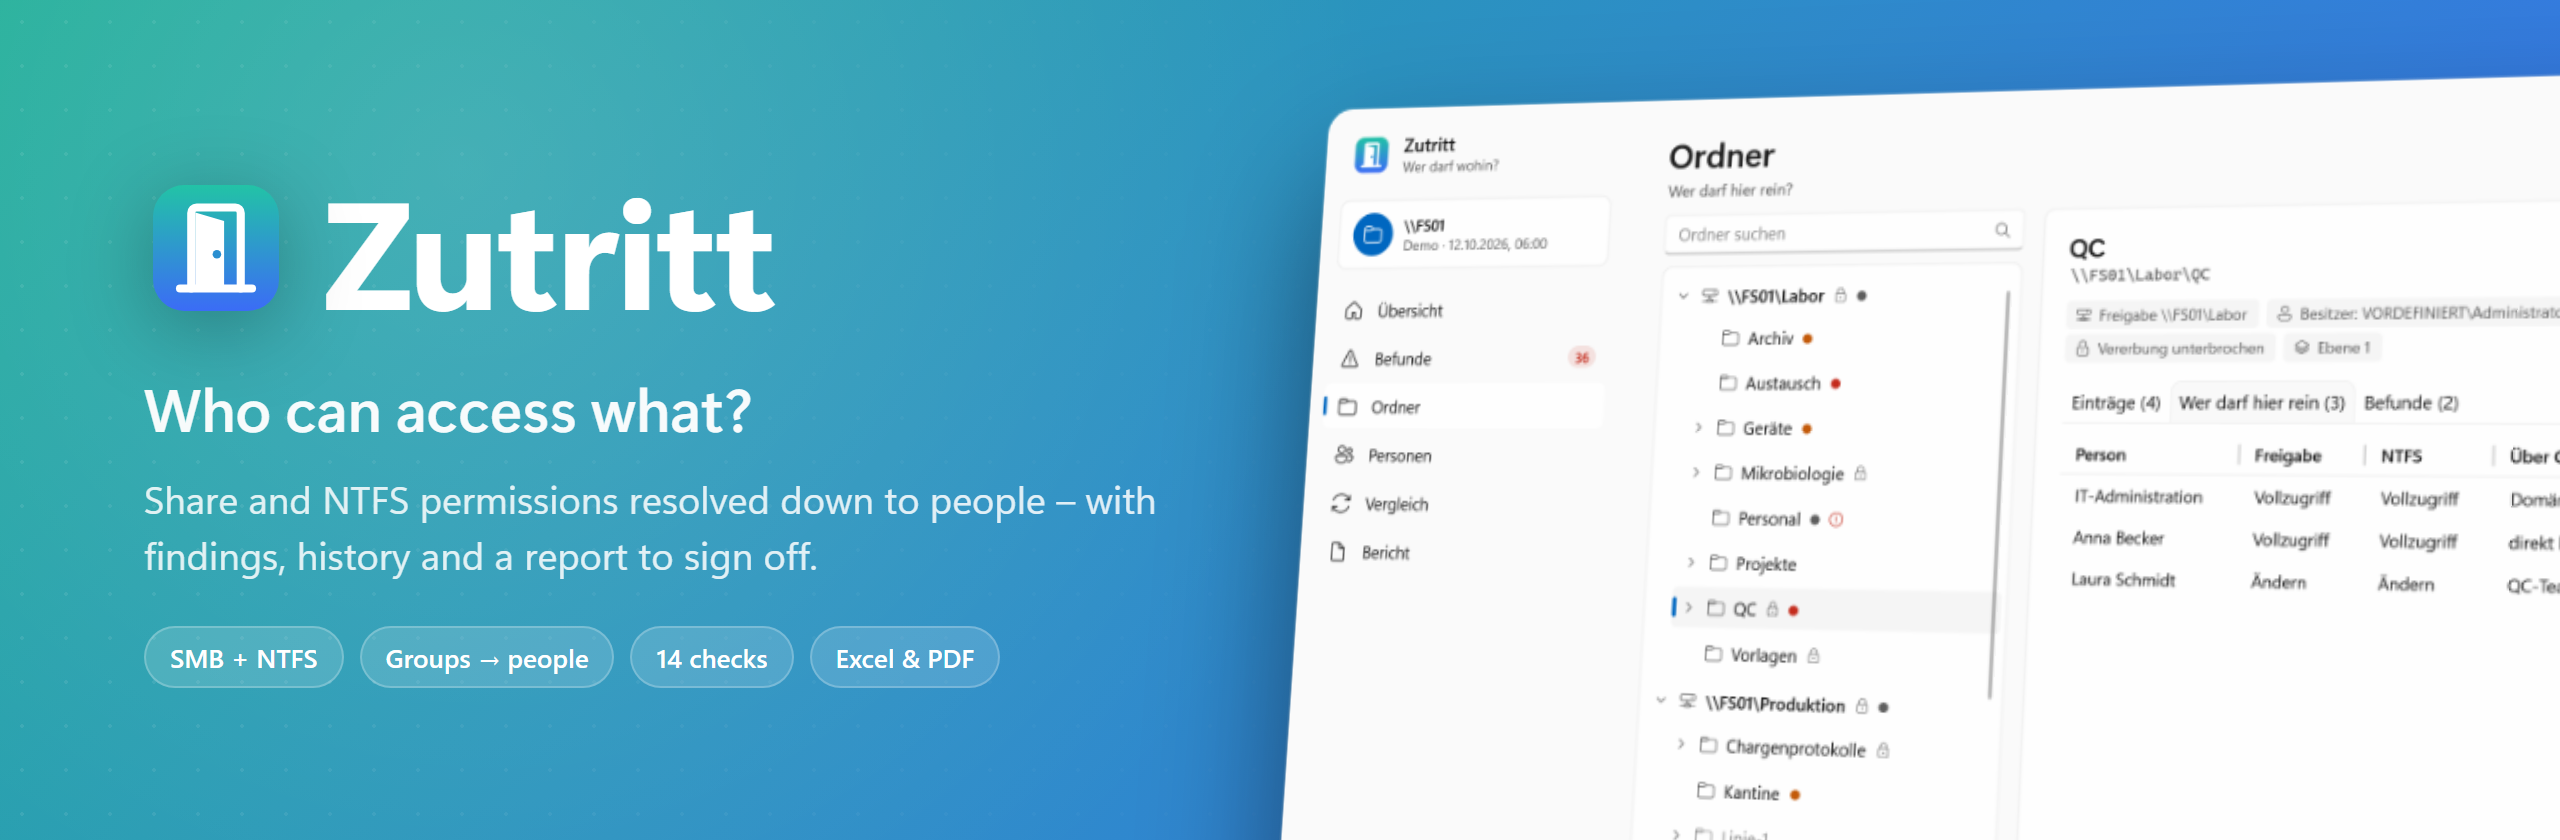 Zutritt
Who can access what?
Share and NTFS permissions resolved down to people – with
findings, history and a report to sign off.
SMB + NTFS
Groups → people
14 checks
Excel & PDF
Zutritt
Wer darf wohin?
\\FS01
Demo · 12.10.2026, 06:00
Übersicht
Befunde 36
Ordner
Personen
Vergleich
Bericht
Ordner
Wer darf hier rein?
Ordner suchen
\\FS01\Labor
Archiv
Austausch
Geräte
Mikrobiologie
Personal
Projekte
QC
Vorlagen
\\FS01\Produktion
Chargenprotokolle
Kantine
QC
\\FS01\Labor\QC
Freigabe \\FS01\Labor
Besitzer: VORDEFINIERT\Administrato
Vererbung unterbrochen
Ebene 1
Einträge (4) Wer darf hier rein (3) Befunde (2)
Person Freigabe NTFS Über
IT-Administration Vollzugriff Vollzugriff
Anna Becker Vollzugriff Vollzugriff direkt
Laura Schmidt Ändern Ändern